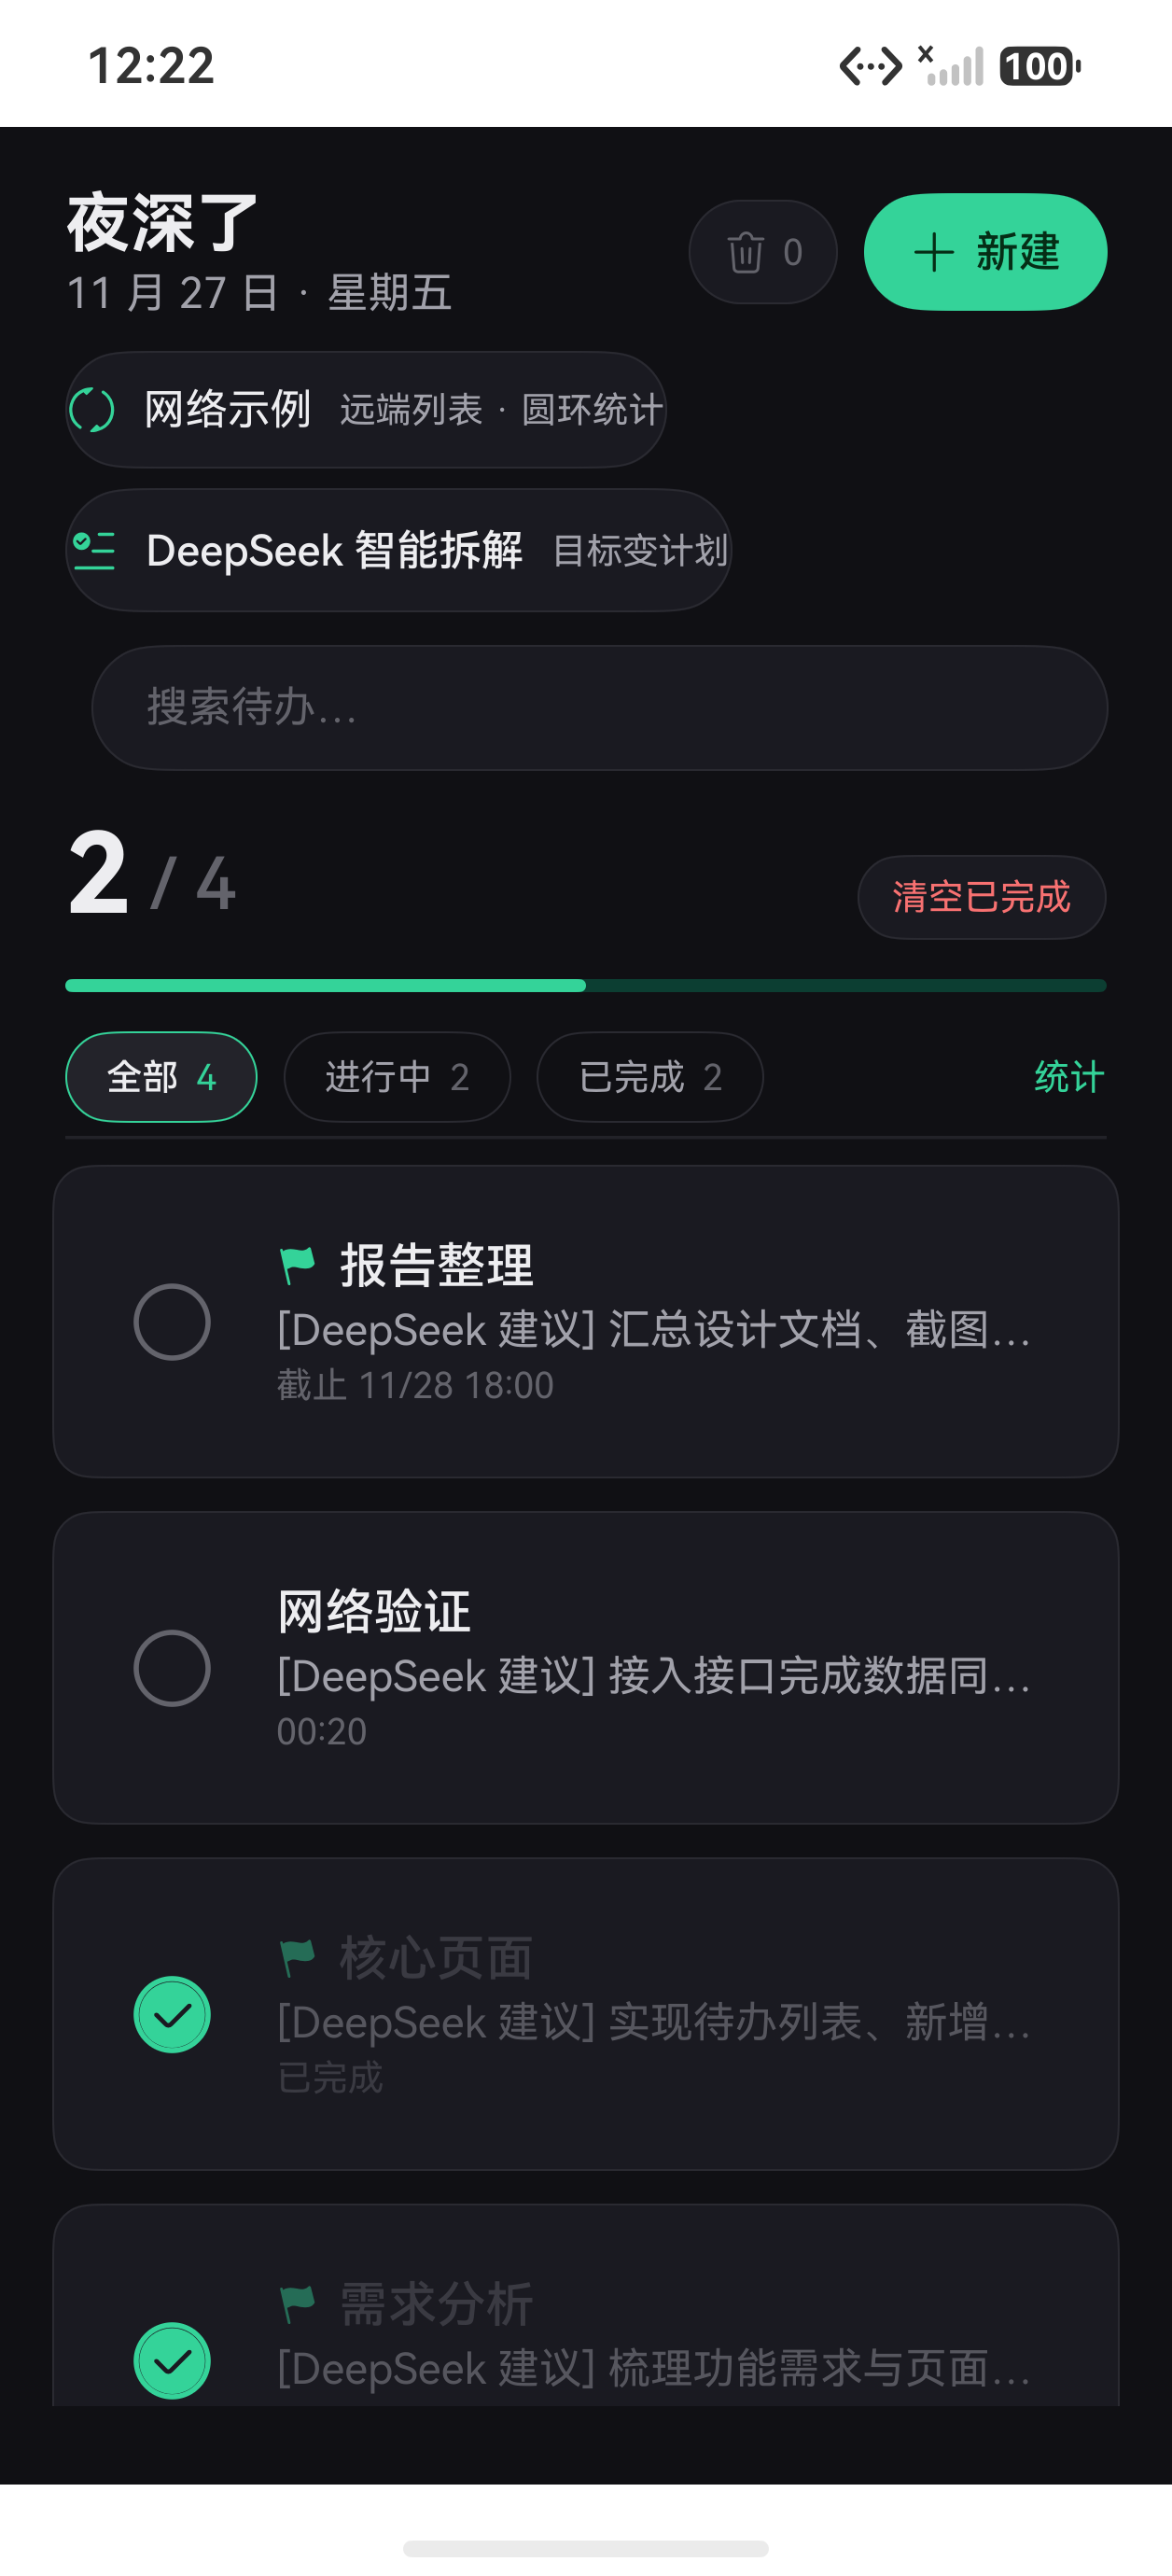 12:22
100
夜深了
11 月 27 日 · 星期五
0
新建
网络示例 远端列表 · 圆环统计
DeepSeek 智能拆解 目标变计划
搜索待办...
2 / 4
清空已完成
全部 4 进行中 2 已完成 2 统计
报告整理
[DeepSeek 建议] 汇总设计文档、截图...
截止 11/28 18:00
网络验证
[DeepSeek 建议] 接入接口完成数据同...
00:20
核心页面
[DeepSeek 建议] 实现待办列表、新增...
已完成
需求分析
[DeepSeek 建议] 梳理功能需求与页面...